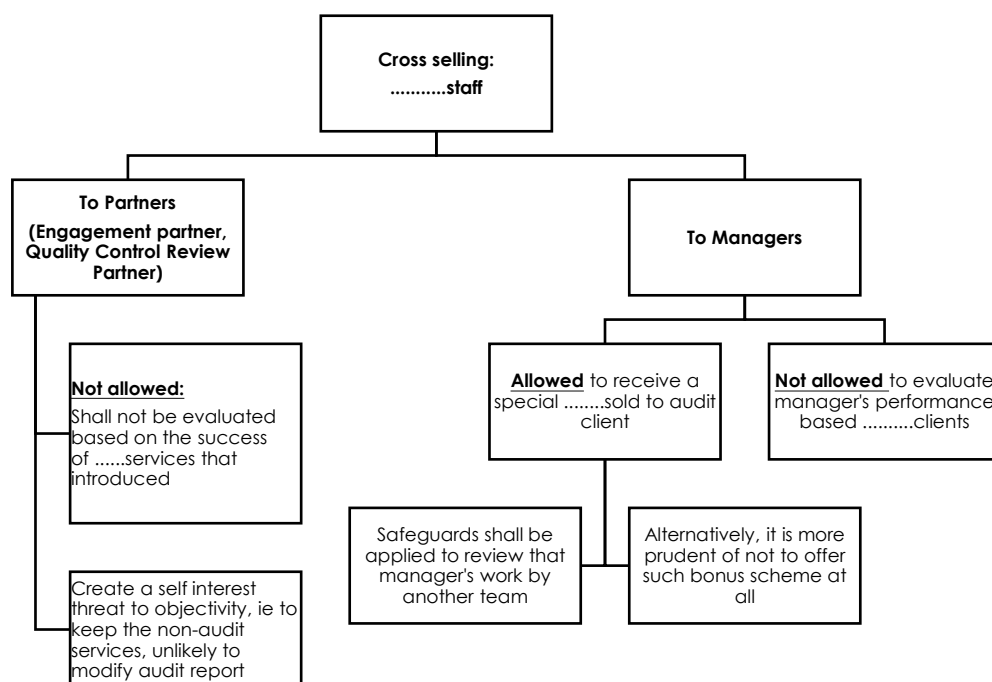 Cross selling:
...........staff
To Partners
(Engagement partner,
Quality Control Review
Partner)
To Managers
Not allowed:
Shall not be evaluated
based on the success
of ......services that
introduced
Create a self interest
threat to objectivity, ie to
keep the non-audit
services, unlikely to
modify audit report
Allowed to receive a
special ........sold to audit
client
Not allowed to evaluate
manager's performance
based ..........clients
Safeguards shall be
applied to review that
manager's work by
another team
Alternatively, it is more
prudent of not to offer
such bonus scheme at
all